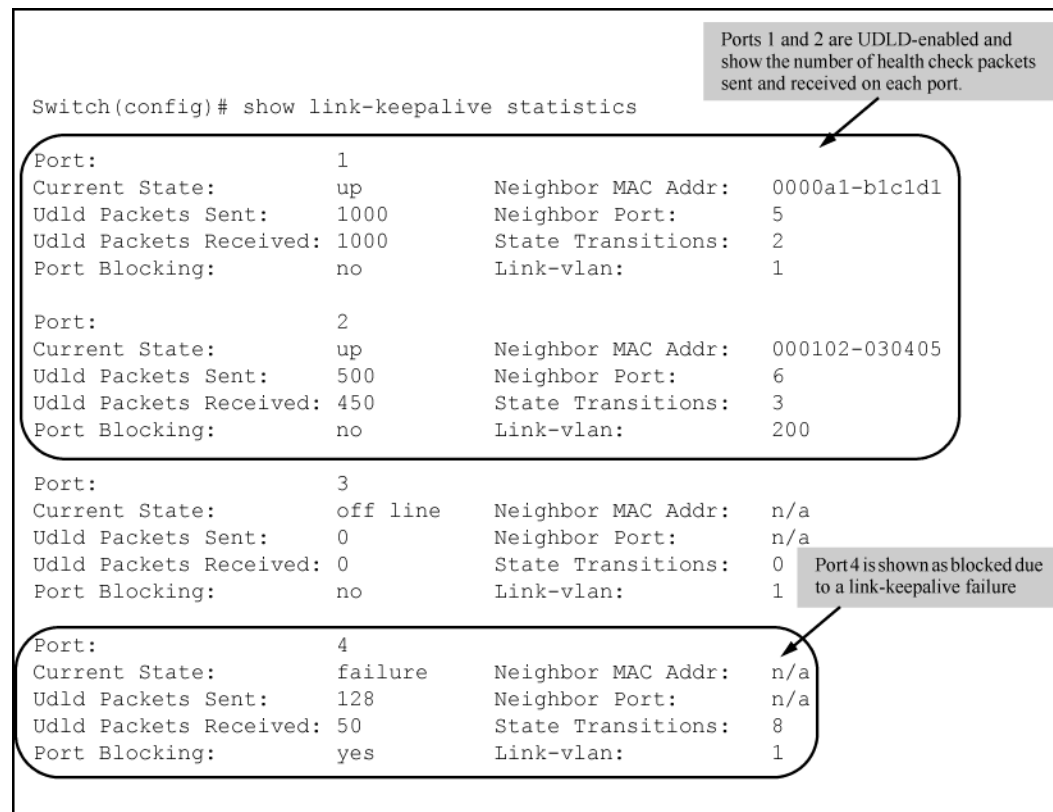 Ports 1 and 2 are UDLD-enabled and
show the number of health check packets
sent and received on each port.
Switch(config)# show link-keepalive statistics
Port: 1
Current State: up Neighbor MAC Addr: 0000a1-b1c1d1
Udld Packets Sent: 1000 Neighbor Port: 5
Udld Packets Received: 1000 State Transitions: 2
Port Blocking: no Link-vlan: 1
Port: 2
Current State: up Neighbor MAC Addr: 000102-030405
Udld Packets Sent: 500 Neighbor Port: 6
Udld Packets Received: 450 State Transitions: 3
Port Blocking: no Link-vlan: 200
Port: 3
Current State: off line Neighbor MAC Addr: n/a
Udld Packets Sent: 0 Neighbor Port: n/a
Udld Packets Received: 0 State Transitions: 0
Port Blocking: no Link-vlan: 1
Port 4 is shown as blocked due
to a link-keepalive failure
Port: 4
Current State: failure Neighbor MAC Addr: n/a
Udld Packets Sent: 128 Neighbor Port: n/a
Udld Packets Received: 50 State Transitions: 8
Port Blocking: yes Link-vlan: 1